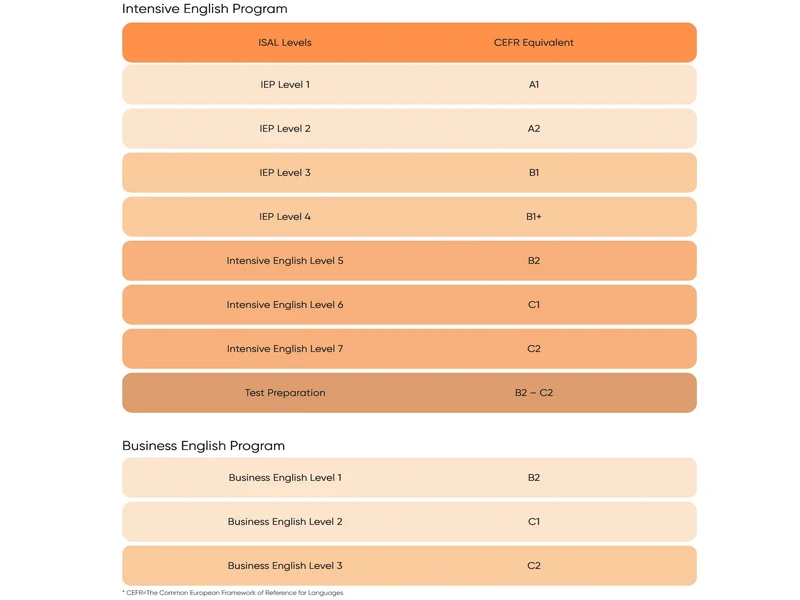 Intensive English Program
ISAL Levels CEFR Equivalent
IEP Level 1 A1
IEP Level 2 A2
IEP Level 3 B1
IEP Level 4 B1+
Intensive English Level 5 B2
Intensive English Level 6 C1
Intensive English Level 7 C2
Test Preparation B2 – C2
Business English Program
Business English Level 1 B2
Business English Level 2 C1
Business English Level 3 C2
* CEFR=The Common European Framework of Reference for Languages